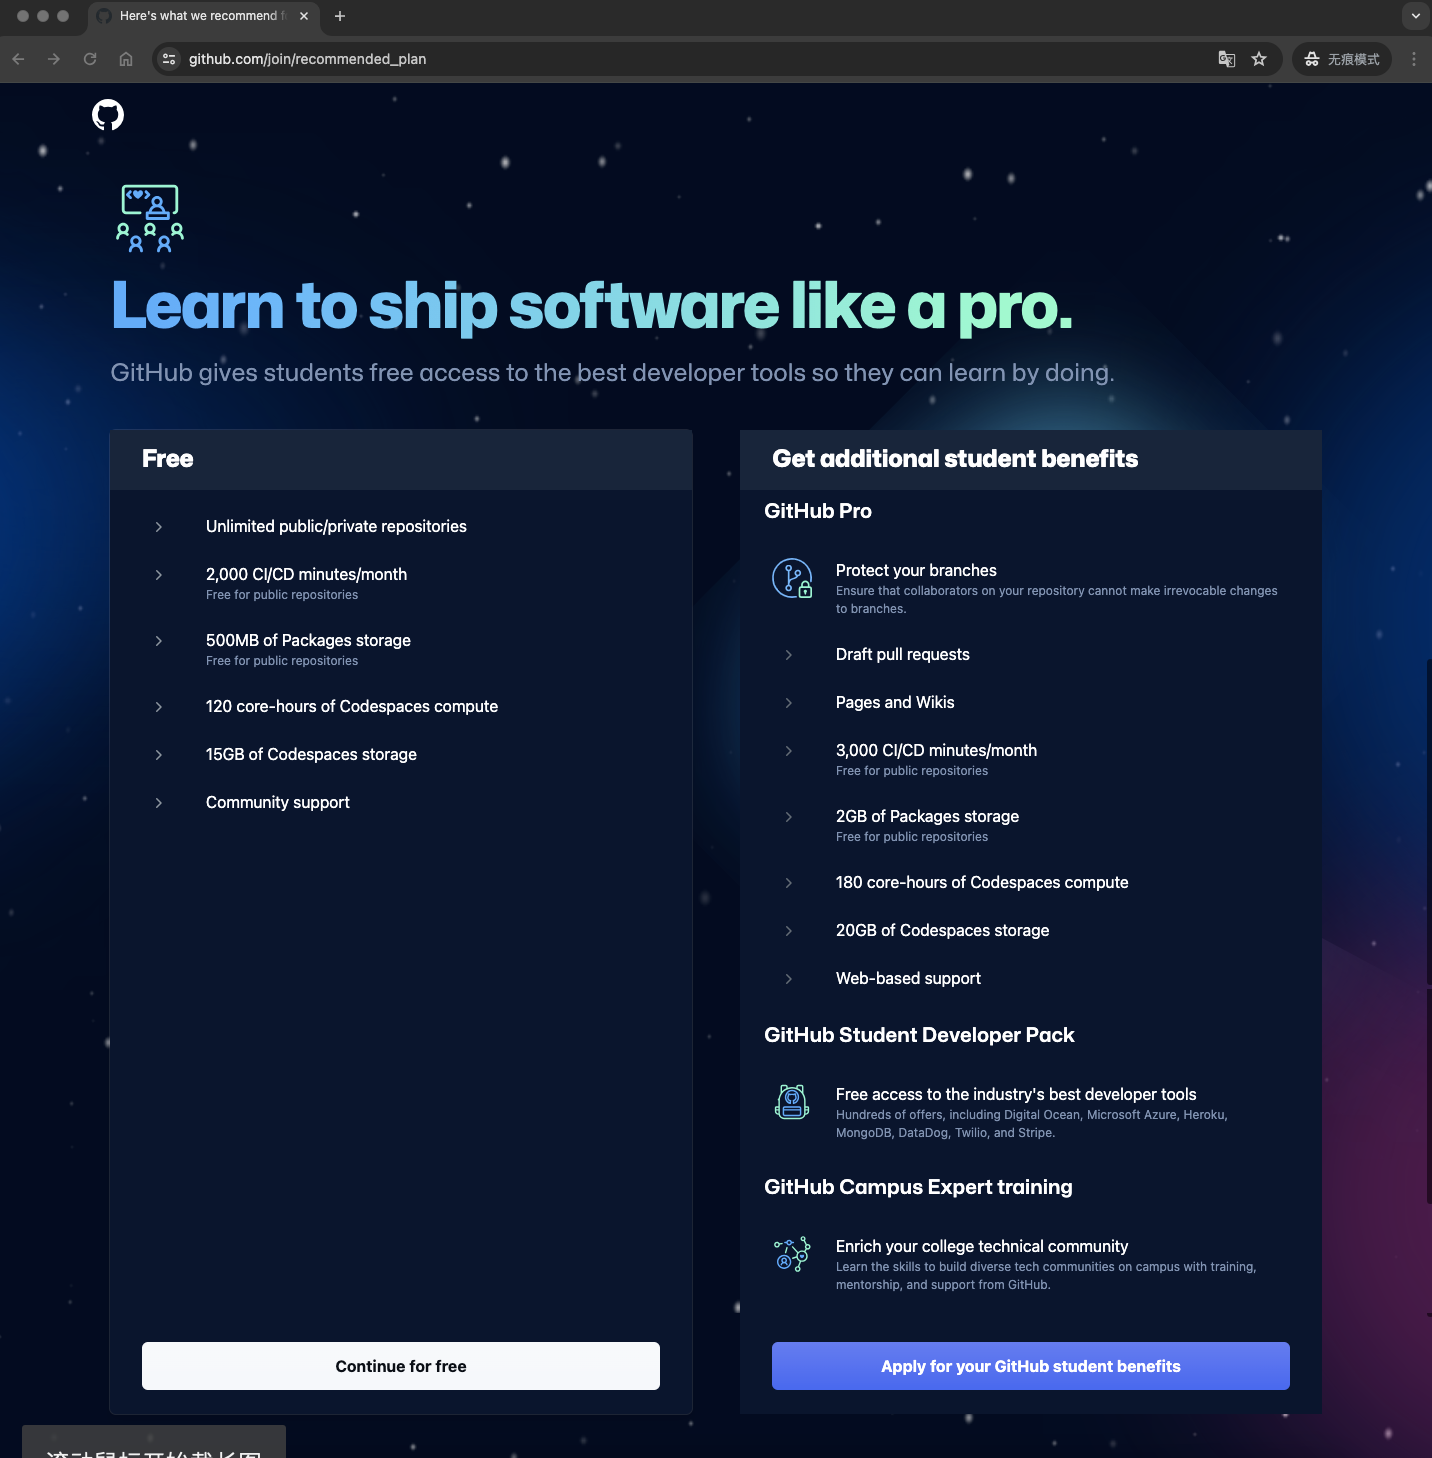 Here's what we recommend f
github.com/join/recommended_plan
无痕模式
Learn to ship software like a pro.
GitHub gives students free access to the best developer tools so they can learn by doing.
Free
Unlimited public/private repositories
2,000 CI/CD minutes/month
Free for public repositories
500MB of Packages storage
Free for public repositories
120 core-hours of Codespaces compute
15GB of Codespaces storage
Community support
Continue for free
Get additional student benefits
GitHub Pro
Protect your branches
Ensure that collaborators on your repository cannot make irrevocable changes
to branches.
Draft pull requests
Pages and Wikis
3,000 CI/CD minutes/month
Free for public repositories
2GB of Packages storage
Free for public repositories
180 core-hours of Codespaces compute
20GB of Codespaces storage
Web-based support
GitHub Student Developer Pack
Free access to the industry's best developer tools
Hundreds of offers, including Digital Ocean, Microsoft Azure, Heroku,
MongoDB, DataDog, Twilio, and Stripe.
GitHub Campus Expert training
Enrich your college technical community
Learn the skills to build diverse tech communities on campus with training,
mentorship, and support from GitHub.
Apply for your GitHub student benefits